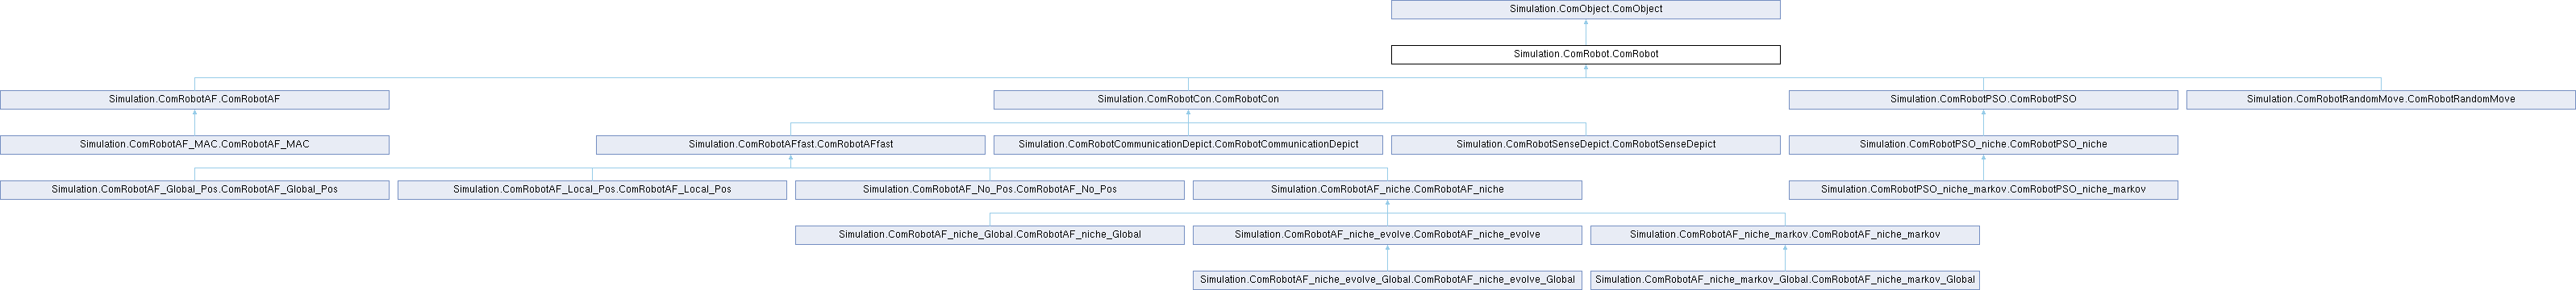 Simulation.ComObject.ComObject
Simulation.ComRobot.ComRobot
Simulation.ComRobotAF.ComRobotAF
Simulation.ComRobotCon.ComRobotCon
Simulation.ComRobotPSO.ComRobotPSO
Simulation.ComRobotRandomMove.ComRobotRandomMove
Simulation.ComRobotAF_MAC.ComRobotAF_MAC
Simulation.ComRobotAFfast.ComRobotAFfast
Simulation.ComRobotCommunicationDepict.ComRobotCommunicationDepict
Simulation.ComRobotSenseDepict.ComRobotSenseDepict
Simulation.ComRobotPSO_niche.ComRobotPSO_niche
Simulation.ComRobotAF_Global_Pos.ComRobotAF_Global_Pos
Simulation.ComRobotAF_Local_Pos.ComRobotAF_Local_Pos
Simulation.ComRobotAF_No_Pos.ComRobotAF_No_Pos
Simulation.ComRobotAF_niche.ComRobotAF_niche
Simulation.ComRobotPSO_niche_markov.ComRobotPSO_niche_markov
Simulation.ComRobotAF_niche_Global.ComRobotAF_niche_Global
Simulation.ComRobotAF_niche_evolve.ComRobotAF_niche_evolve
Simulation.ComRobotAF_niche_markov.ComRobotAF_niche_markov
Simulation.ComRobotAF_niche_evolve_Global.ComRobotAF_niche_evolve_Global
Simulation.ComRobotAF_niche_markov_Global.ComRobotAF_niche_markov_Global